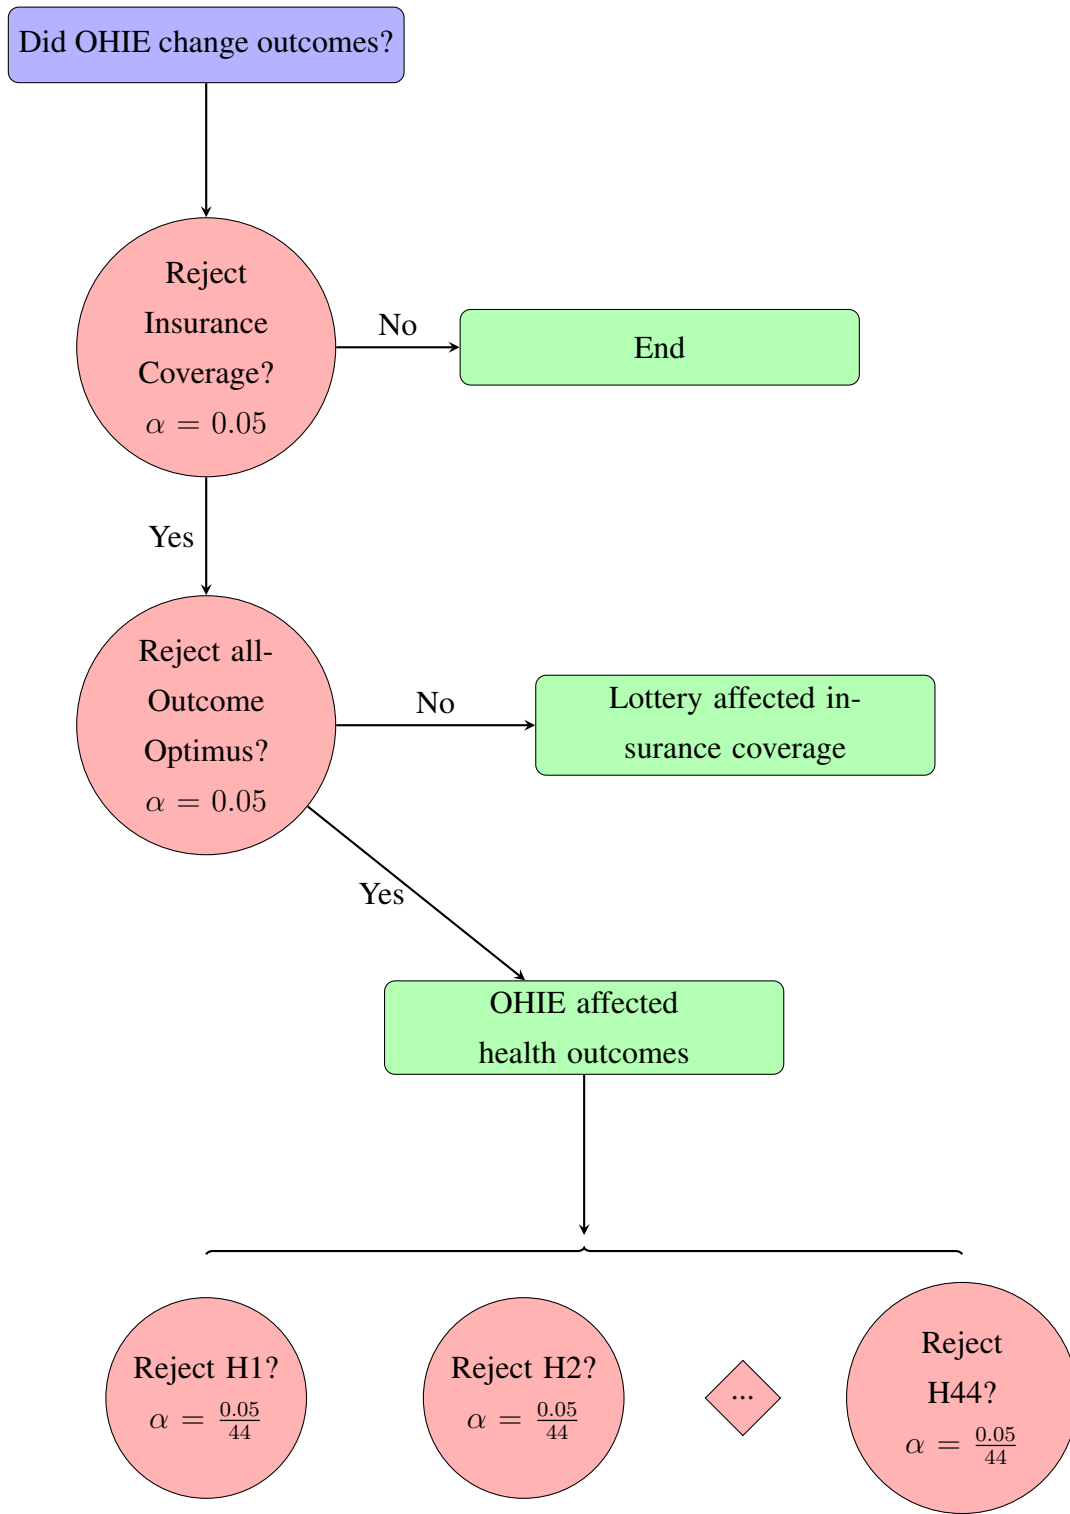 Did OHIE change outcomes?
Reject
Insurance
Coverage?
α = 0.05
No
End
Yes
Reject all-
Outcome
Optimus?
α = 0.05
No
Lottery affected in-
surance coverage
Yes
OHIE affected
health outcomes
Reject H1?
α = 0.05/44
Reject H2?
α = 0.05/44
...
Reject
H44?
α = 0.05/44